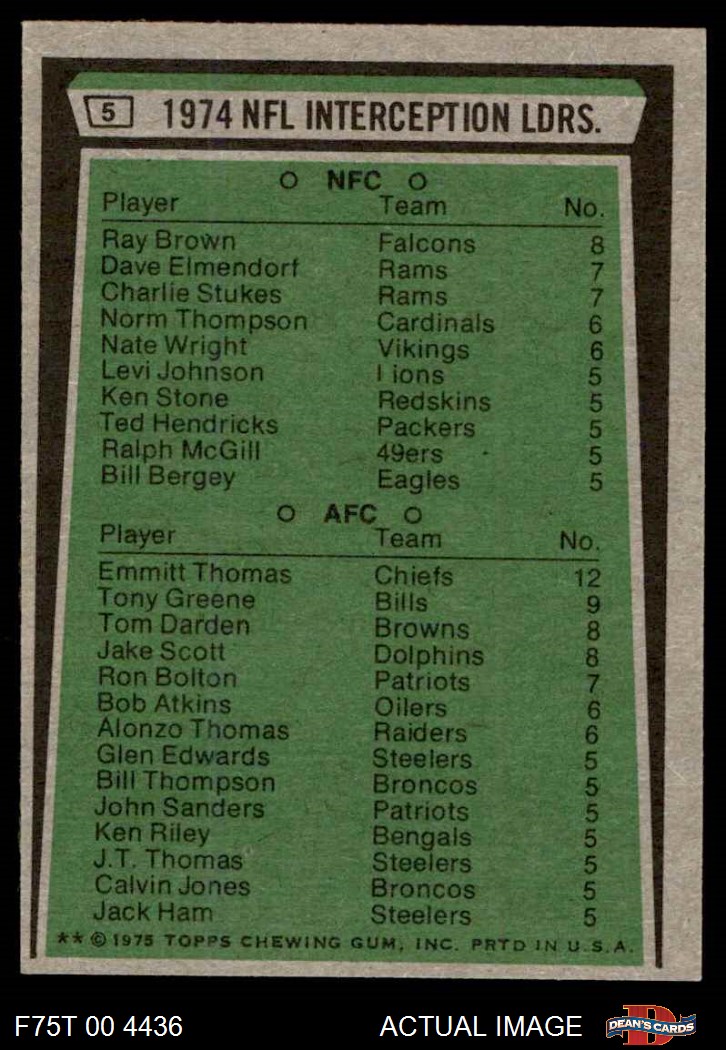 5 1974 NFL INTERCEPTION LDRS.
NFC
Player Team No.
Ray Brown Falcons 8
Dave Elmendorf Rams 7
Charlie Stukes Rams 7
Norm Thompson Cardinals 6
Nate Wright Vikings 6
Levi Johnson Lions 5
Ken Stone Redskins 5
Ted Hendricks Packers 5
Ralph McGill 49ers 5
Bill Bergey Eagles 5
AFC
Player Team No.
Emmitt Thomas Chiefs 12
Tony Greene Bills 9
Tom Darden Browns 8
Jake Scott Dolphins 8
Ron Bolton Patriots 7
Bob Atkins Oilers 6
Alonzo Thomas Raiders 6
Glen Edwards Steelers 5
Bill Thompson Broncos 5
John Sanders Patriots 5
Ken Riley Bengals 5
J.T. Thomas Steelers 5
Calvin Jones Broncos 5
Jack Ham Steelers 5
** © 1975 TOPPS CHEWING GUM, INC. PRTD IN U.S.A.
F75T 00 4436 ACTUAL IMAGE D DEAN'S CARDS